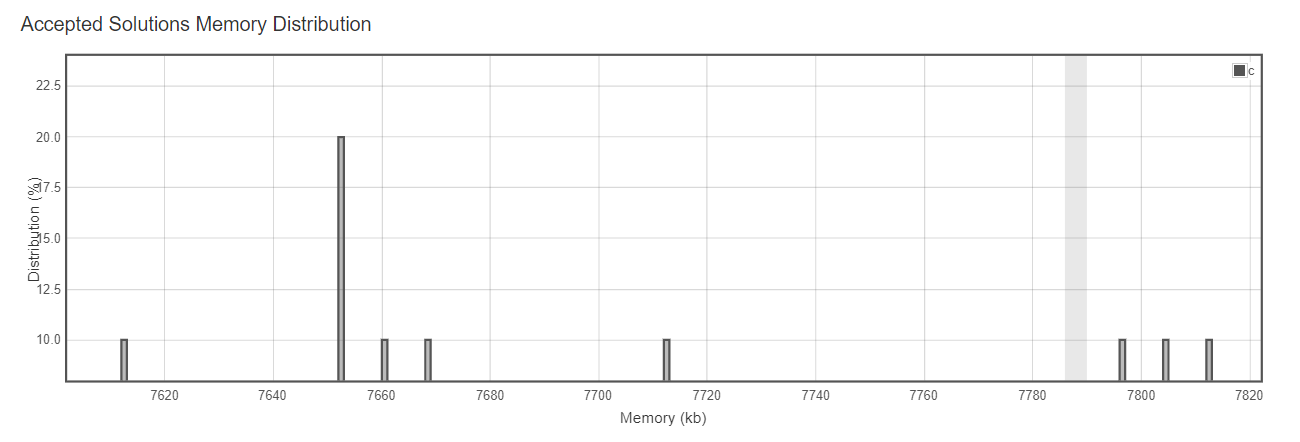 Accepted Solutions Memory Distribution
c
22.5
20.0
17.5
15.0
12.5
10.0
Distribution (%)
7620 7640 7660 7680 7700 7720 7740 7760 7780 7800 7820
Memory (kb)